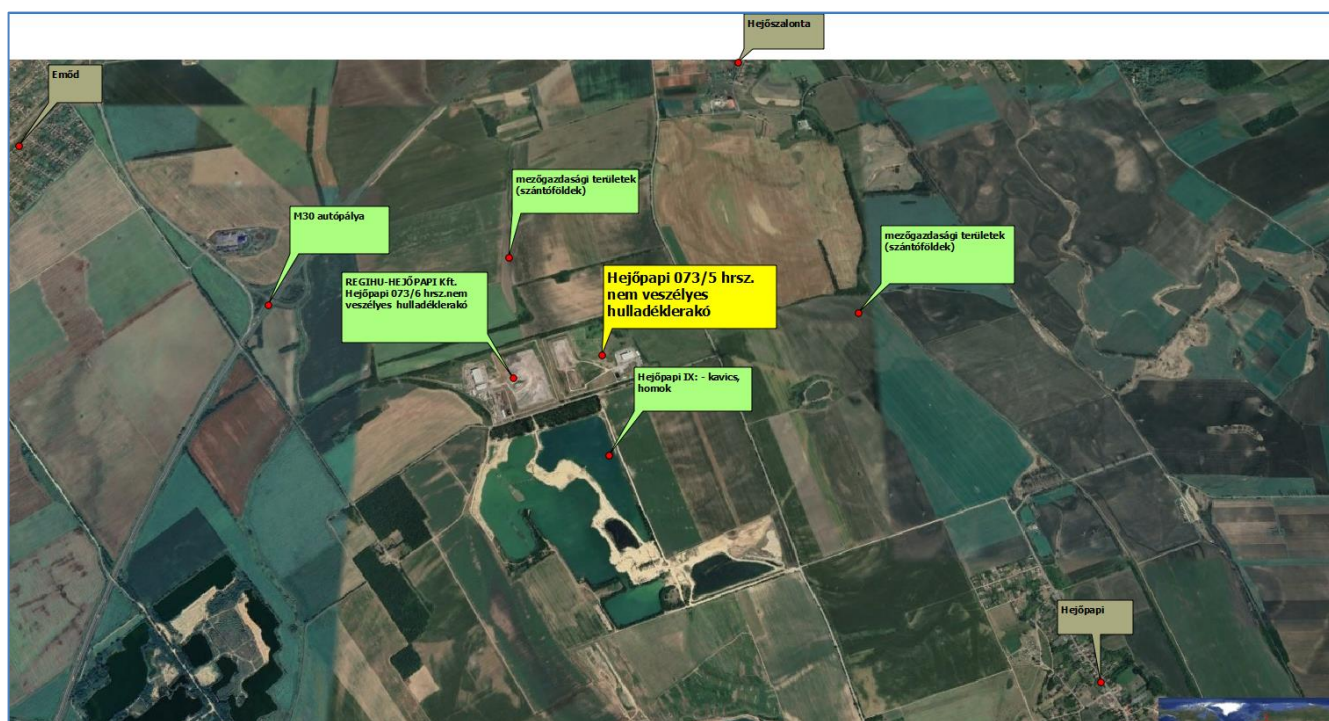 Hejőszalonta
Emőd
mezőgazdasági területek
(szántóföldek)
M30 autópálya
mezőgazdasági területek
(szántóföldek)
REGIHU-HEJŐPAPI Kft.
Hejőpapi 073/6 hrsz.nem
veszélyes hulladéklerakó
Hejőpapi 073/5 hrsz.
nem veszélyes
hulladéklerakó
Hejőpapi IX: - kavics,
homok
Hejőpapi